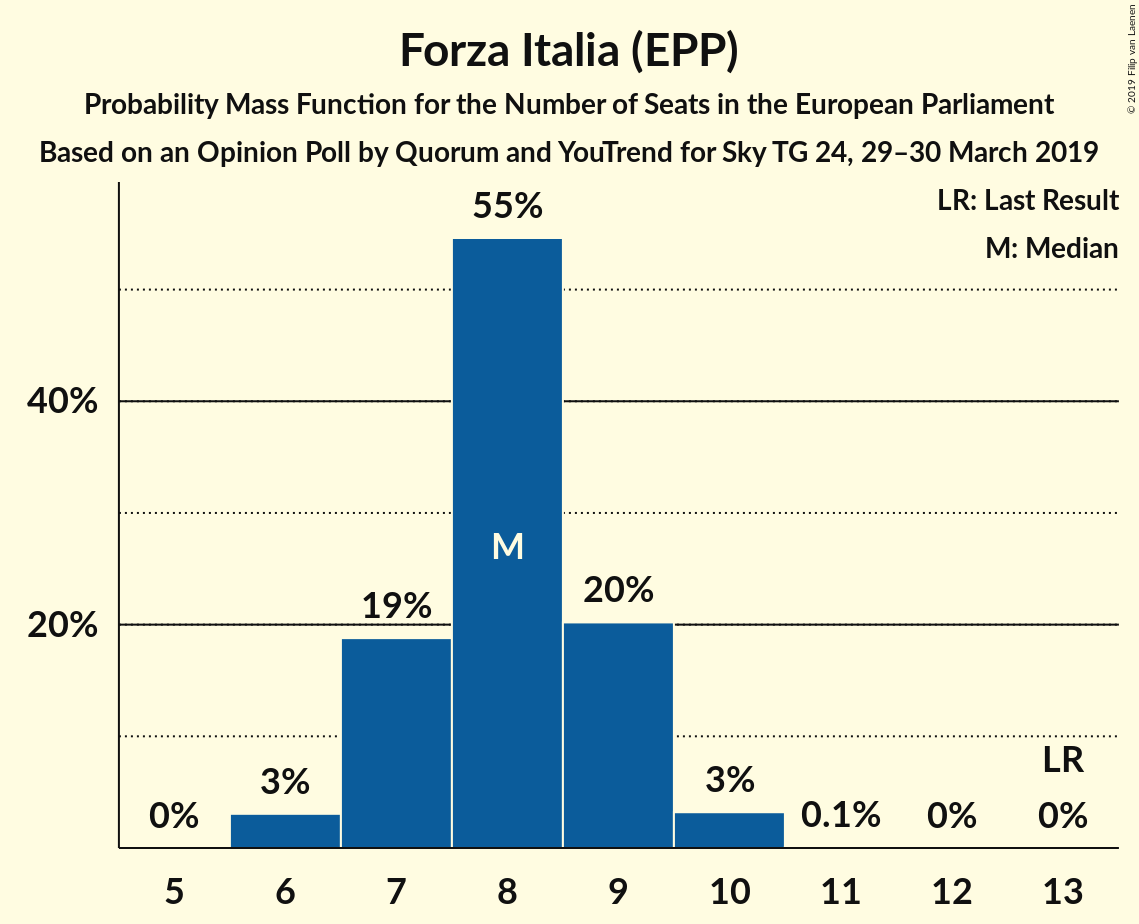 Forza Italia (EPP)
Probability Mass Function for the Number of Seats in the European Parliament
Based on an Opinion Poll by Quorum and YouTrend for Sky TG 24, 29–30 March 2019
© 2019 Filip van Laenen
LR: Last Result
M: Median
55%
40%
M
20%
19%
20%
LR
3%
3%
0%
0.1%
0%
0%
5 6 7 8 9 10 11 12 13